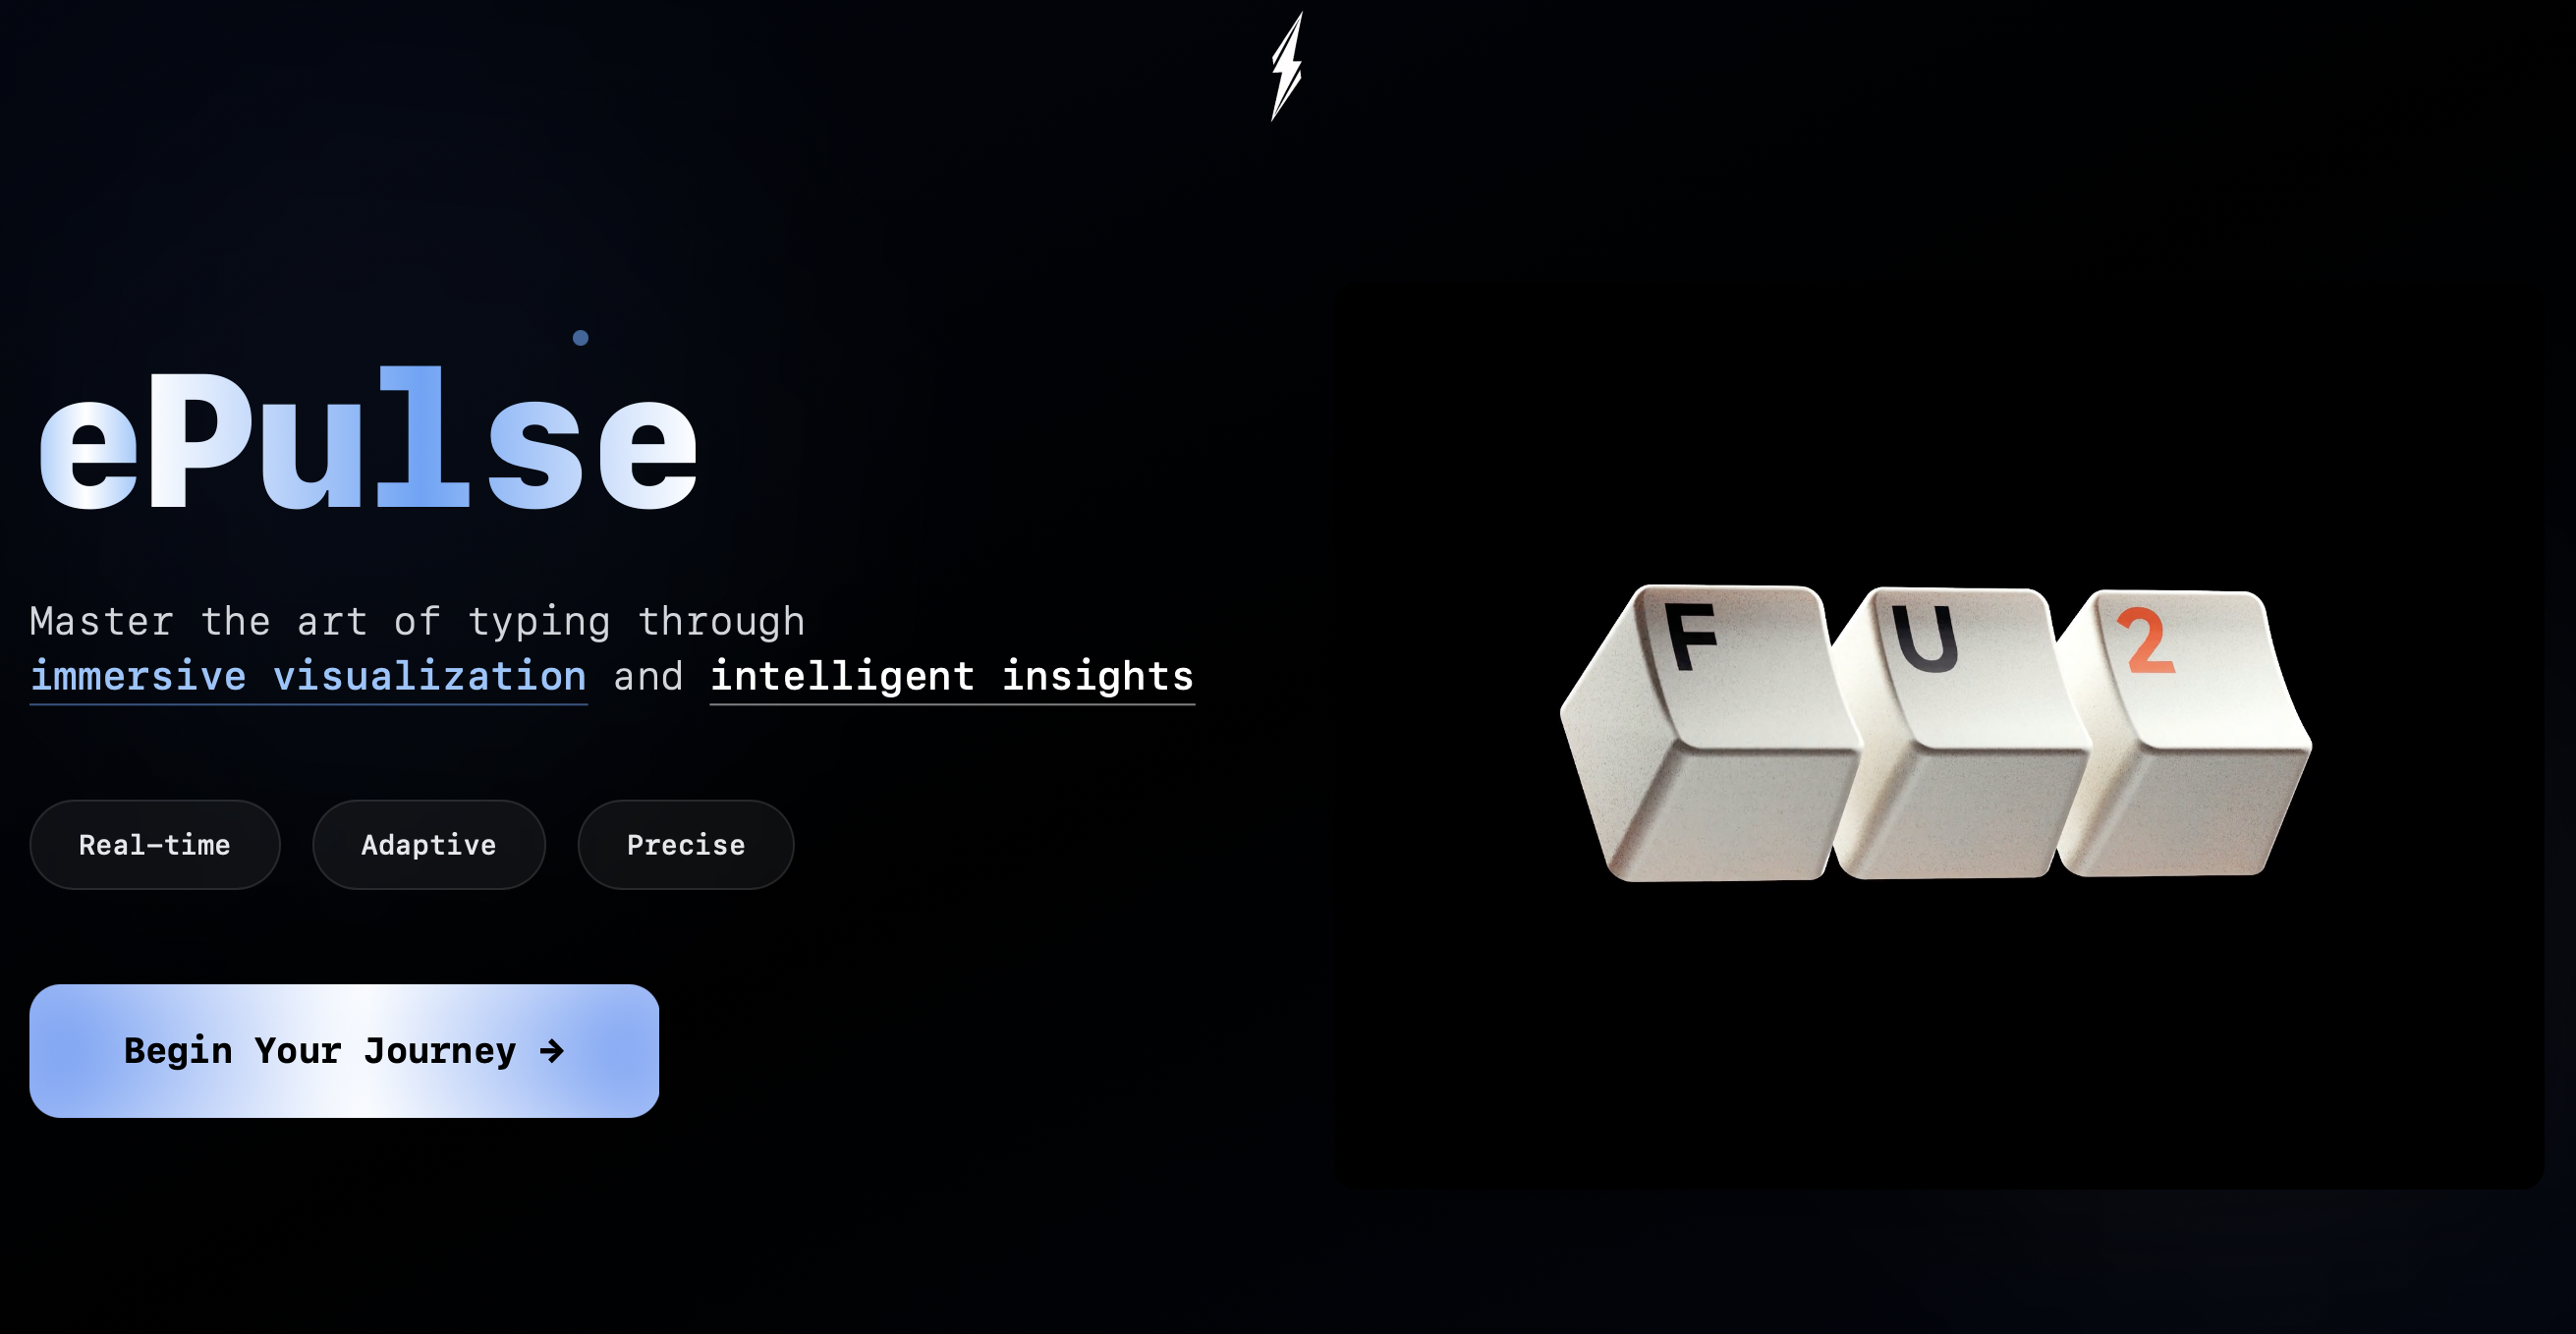 ePulse
Master the art of typing through
immersive visualization and intelligent insights
Real-time
Adaptive
Precise
Begin Your Journey →
F U 2